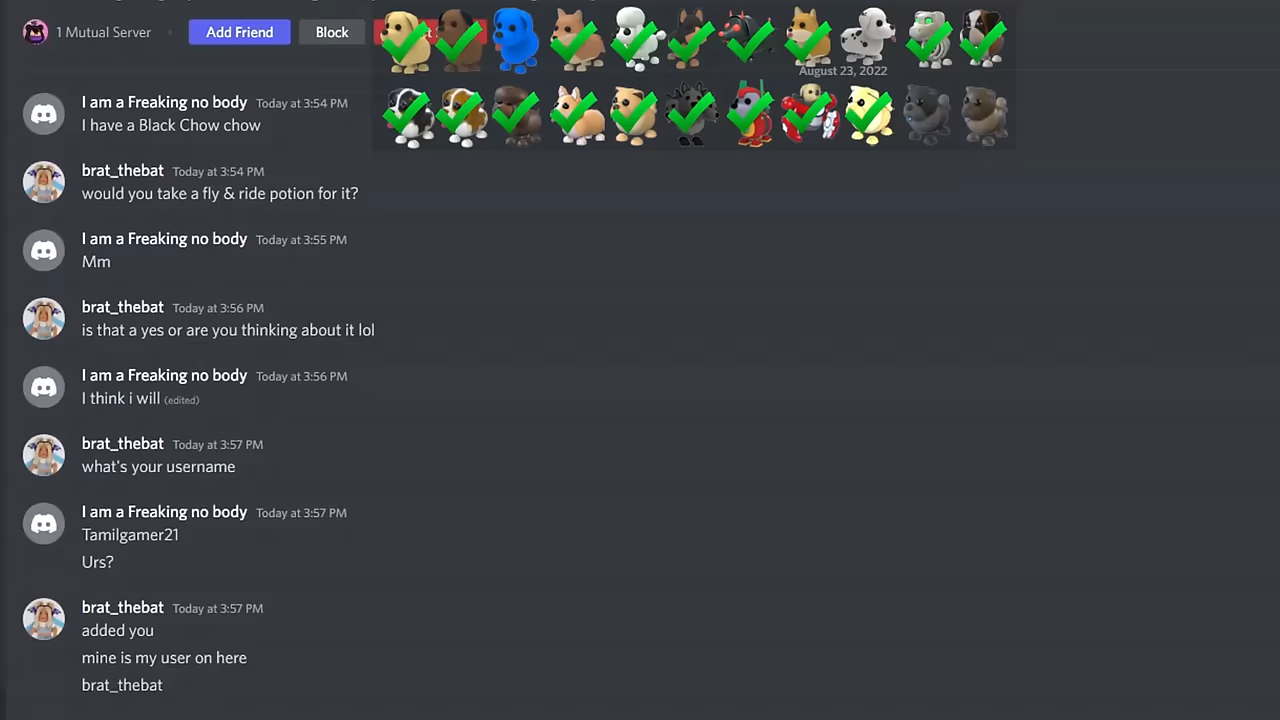 1 Mutual Server
Add Friend
Block
August 23, 2022
I am a Freaking no body Today at 3:54 PM
I have a Black Chow chow
brat_thebat Today at 3:54 PM
would you take a fly & ride potion for it?
I am a Freaking no body Today at 3:55 PM
Mm
brat_thebat Today at 3:56 PM
is that a yes or are you thinking about it lol
I am a Freaking no body Today at 3:56 PM
I think i will (edited)
brat_thebat Today at 3:57 PM
what's your username
I am a Freaking no body Today at 3:57 PM
Tamilgamer21
Urs?
brat_thebat Today at 3:57 PM
added you
mine is my user on here
brat_thebat